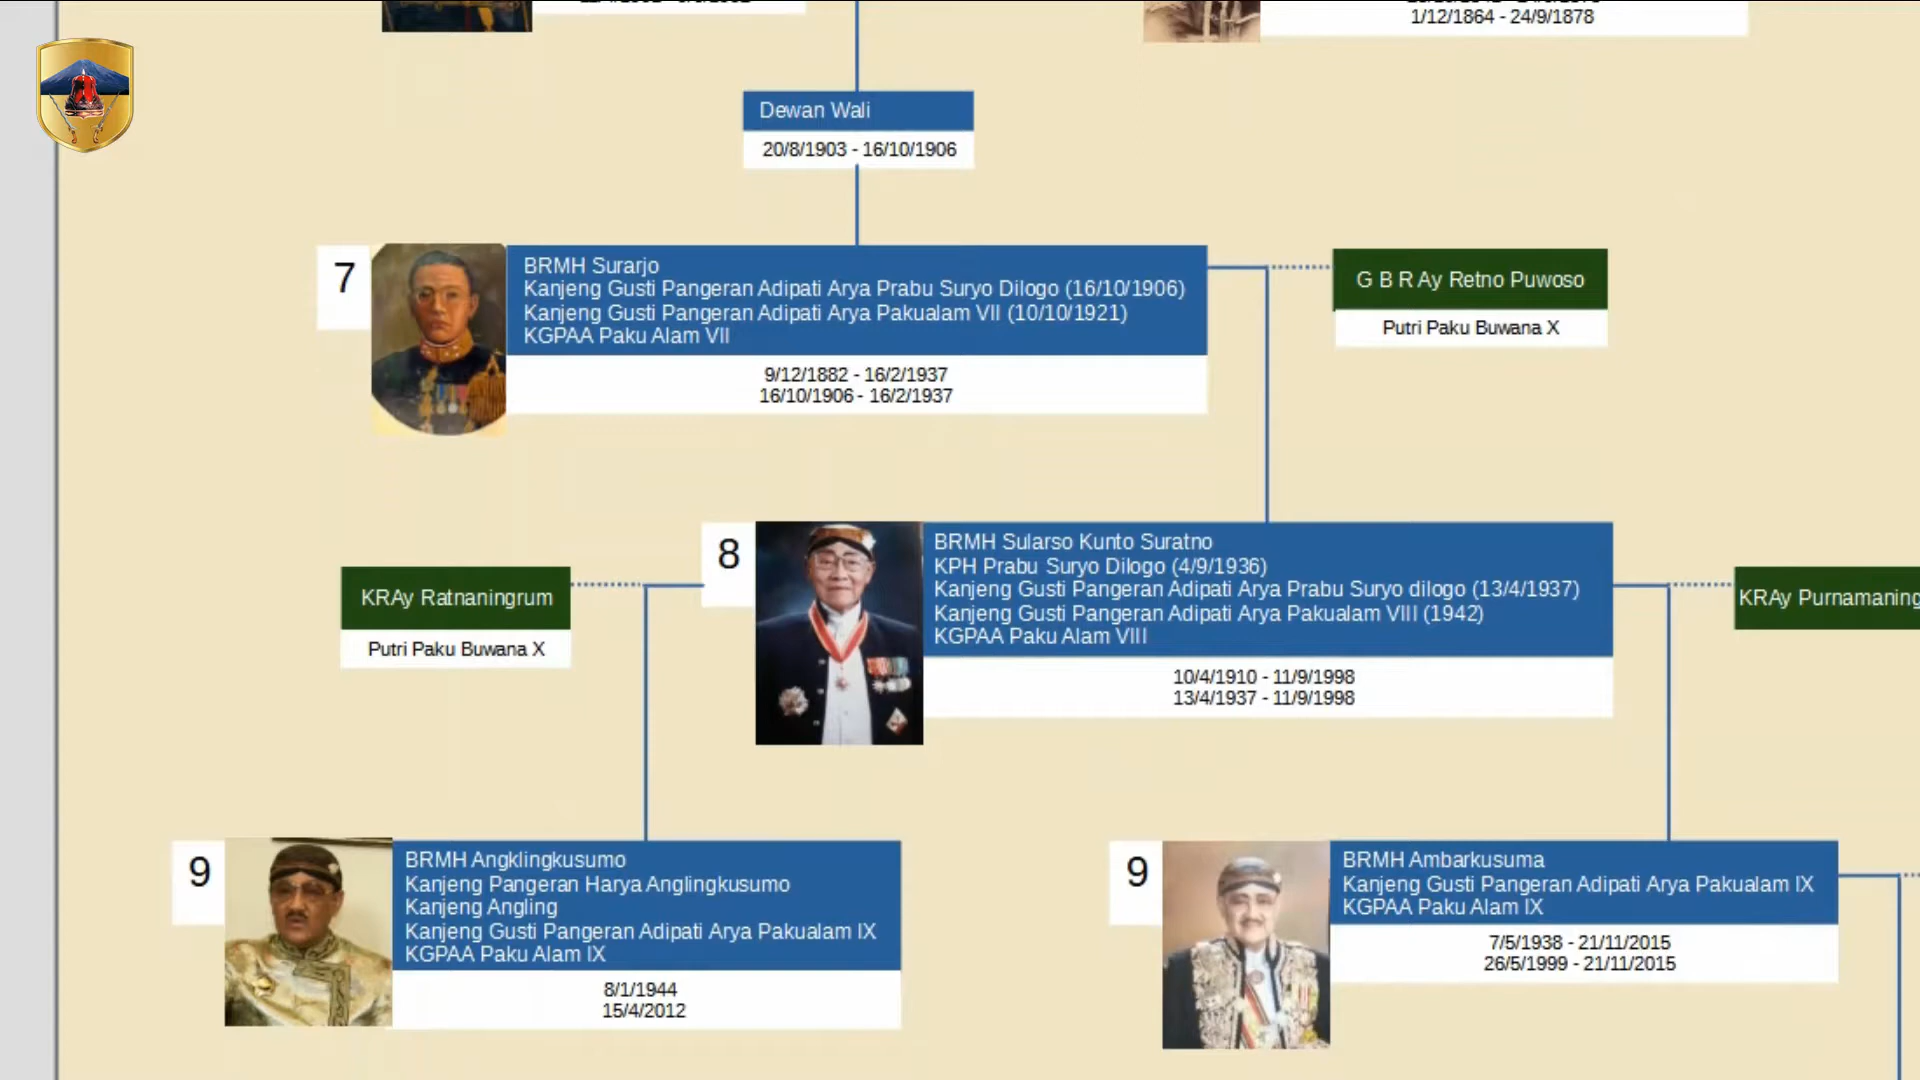 1/12/1864 - 24/9/1878
Dewan Wali
20/8/1903 - 16/10/1906
7
BRMH Surarjo
Kanjeng Gusti Pangeran Adipati Arya Prabu Suryo Dilogo (16/10/1906)
Kanjeng Gusti Pangeran Adipati Arya Pakualam VII (10/10/1921)
KGPAA Paku Alam VII
9/12/1882 - 16/2/1937
16/10/1906 - 16/2/1937
G B R Ay Retno Puwoso
Putri Paku Buwana X
8
BRMH Sularso Kunto Suratno
KPH Prabu Suryo Dilogo (4/9/1936)
Kanjeng Gusti Pangeran Adipati Arya Prabu Suryo dilogo (13/4/1937)
Kanjeng Gusti Pangeran Adipati Arya Pakualam VIII (1942)
KGPAA Paku Alam VIII
10/4/1910 - 11/9/1998
13/4/1937 - 11/9/1998
KRAy Ratnaningrum
Putri Paku Buwana X
KRAy Purnamaning
9
BRMH Angklingkusumo
Kanjeng Pangeran Harya Anglingkusumo
Kanjeng Angling
Kanjeng Gusti Pangeran Adipati Arya Pakualam IX
KGPAA Paku Alam IX
8/1/1944
15/4/2012
9
BRMH Ambarkusuma
Kanjeng Gusti Pangeran Adipati Arya Pakualam IX
KGPAA Paku Alam IX
7/5/1938 - 21/11/2015
26/5/1999 - 21/11/2015